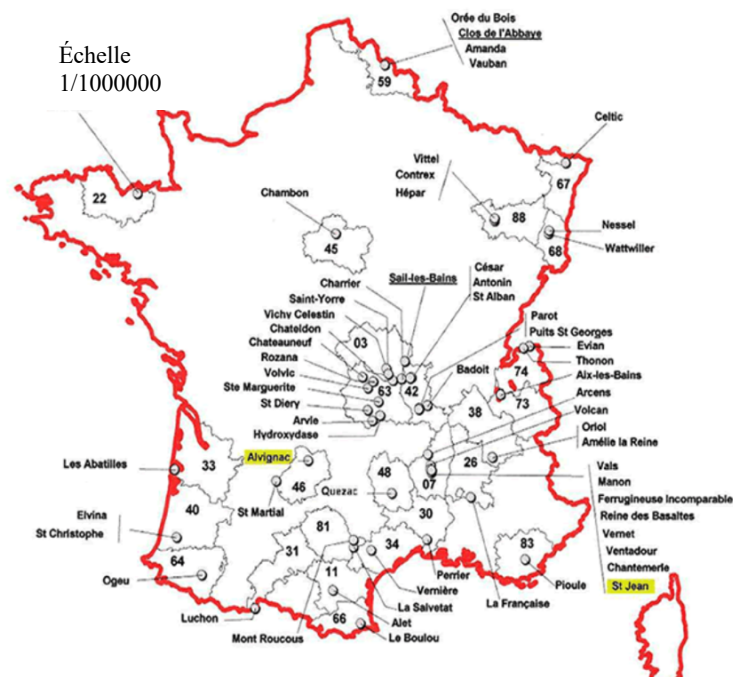 Orée du Bois
Clos de l'Abbaye
Amanda
Vauban
Échelle
1/1000000
59
Celtic
Vittel
Contrex
Hépar
67
22
Chambon
88
Nessel
45
68
Wattwiller
César
Antonin
St Alban
Sail-les-Bains
Charrier
Saint-Yorre
Vichy Celestin
Chateldon
Chateauneuf
Rozana
Volvic
Ste Marguerite
St Diery
Arvie
Hydroxydase
03
63
42
Parot
Puits St Georges
Evian
Thonon
Aix-les-Bains
74
73
Badoit
38
Arcens
Volcan
Oriol
Amélie la Reine
26
07
Vals
Manon
Ferrugineuse Incomparable
Reine des Basaltes
Vernet
Ventadour
Chantemerle
St Jean
Alvignac
Les Abatilles
33
46
St Martial
Quezac
48
40
Elvina
St Christophe
81
30
31
34
83
64
Ogeu
11
Perrier
Pioule
Vernière
La Française
La Salvetat
Luchon
Alet
66
Mont Roucous
Le Boulou